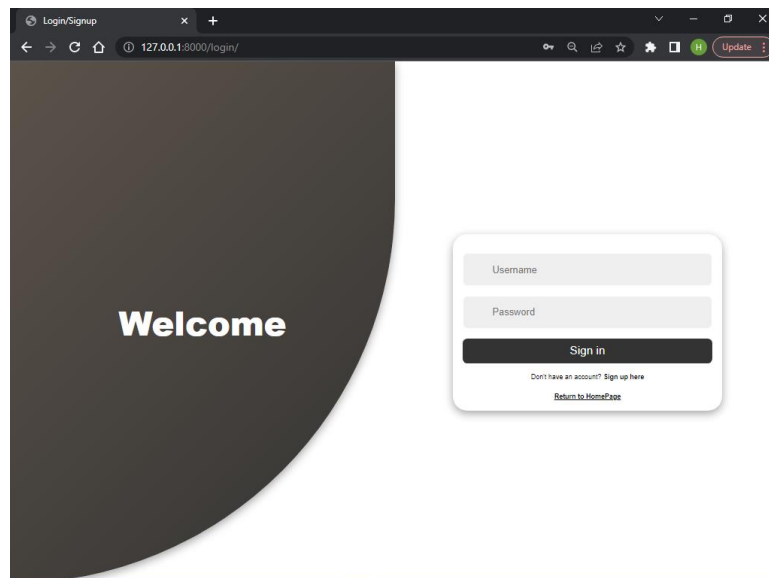 Login/Signup
127.0.0.1:8000/login/
H
Update
Welcome
Username
Password
Sign in
Don't have an account? Sign up here
Return to HomePage